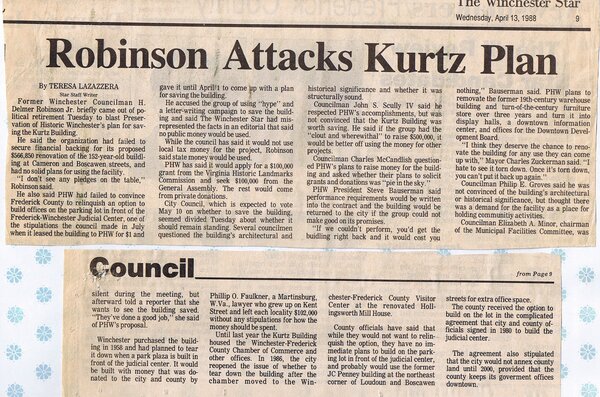 The Winchester Star
Wednesday, April 13, 1988 9
Robinson Attacks Kurtz Plan
By TERESA LAZAZZERA
Star Staff Writer
Former Winchester Councilman H.
Delmer Robinson Jr. briefly came out of po-
litical retirement Tuesday to blast Preser-
vation of Historic Winchester's plan for sav-
ing the Kurtz Building.
He said the organization had failed to
secure financial backing for its proposed
$566,850 renovation of the 152-year-old build-
ing at Cameron and Boscawen streets, and
had no solid plans for using the facility.
"I don't see any pledges on the table,"
Robinson said.
He also said PHW had failed to convince
Frederick County to relinquish an option to
build offices on the parking lot in front of the
Frederick-Winchester Judicial Center, one of
the stipulations the council made in July
when it leased the building to PHW for $1 and
gave it until April 1 to come up with a plan
for saving the building.
He accused the group of using "hype" and
a letter-writing campaign to save the build-
ing and said The Winchester Star had mis-
represented the facts in an editorial that said
no public money would be used.
While the council has said it would not use
local tax money for the project, Robinson
said state money would be used.
PHW has said it would apply for a $100,000
grant from the Virginia Historic Landmarks
Commission and seek $100,000 from the
General Assembly. The rest would come
from private donations.
City Council, which is expected to vote
May 10 on whether to save the building,
seemed divided Tuesday about whether it
should remain standing. Several councilmen
questioned the building's architectural and
historical significance and whether it was
structurally sound.
Councilman John S. Scully IV said he
respected PHW's accomplishments, but was
not convinced that the Kurtz Building was
worth saving. He said if the group has the
"clout and wherewithal" to raise $500,000, it
would be better off using the money for other
projects.
Councilman Charles McCandlish question-
ed PHW's plans to raise money for the build-
ing and asked whether their plans to solicit
grants and donations was "pie in the sky."
PHW President Steve Bauserman said
performance requirements would be written
into the contract and the building would be
returned to the city if the group could not
make good on its promises.
"If we couldn't perform, you'd get the
building right back and it would cost you
nothing," Bauserman said. PHW plans to
remove the former 19th-century warehouse
building and turn-of-the-century furniture
store over three years and turn it into
display halls, a downtown information
center, and offices for the Downtown Devel-
opment Board.
"I think they deserve the chance to reno-
vate the building for any use they can come
up with," Mayor Charles Zuckerman said. "I
hate to see it torn down. Once it's torn down,
you can't put it back up again."
Councilman Philip E. Groves said he was
not convinced of the building's architectural
or historical significance, but thought there
was a demand for the facility as a place for
holding community activities.
Councilman Elizabeth A. Minor, chairman
of the Municipal Facilities Committee, was
Council
from Page 9
silent during the meeting, but
afterward told a reporter that she
wants to see the building saved.
"They've done a good job," she said
of PHW's proposal.
Winchester purchased the build-
ing in 1958 and had planned to tear
it down when a park plaza is built in
front of the judicial center. It would
be built with money that was do-
nated to the city and county by
Phillip O. Faulkner, a Martinsburg,
W.Va., lawyer who grew up on Kent
Street and left each locality $102,000
without any stipulations for how the
money should be spent.
Until last year the Kurtz Building
housed the Winchester-Frederick
County Chamber of Commerce and
other offices. In 1986, the city
reopened the issue of whether to
tear down the building after the
chamber moved to the Win-
chester-Frederick County Visitor
Center at the renovated Holl-
ingsworth Mill House.
County officials have said that
while they would not want to relin-
quish the option, they have no im-
mediate plans to build on the park-
ing lot in front of the judicial center,
and probably would use the former
JC Penney building at the northeast
corner of Loudoun and Boscawen
streets for extra office space.
The county received the option to
build on the lot in the complicated
agreement that city and county of-
ficials signed in 1980 to build the
judicial center.
The agreement also stipulated
that the city would not annex county
land until 2000, provided that the
county keeps its goverment offices
downtown.